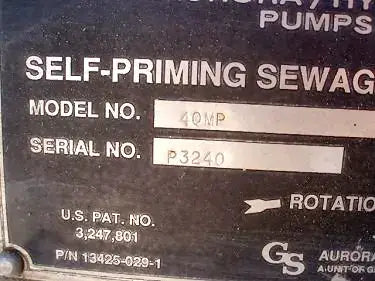 PUMPS
SELF-PRIMING SEWAG
MODEL NO. 40MP
SERIAL NO. P3240
ROTATIO
U.S. PAT. NO.
3,247,801
P/N 13425-029-1
GS AURORA
A UNIT OF G